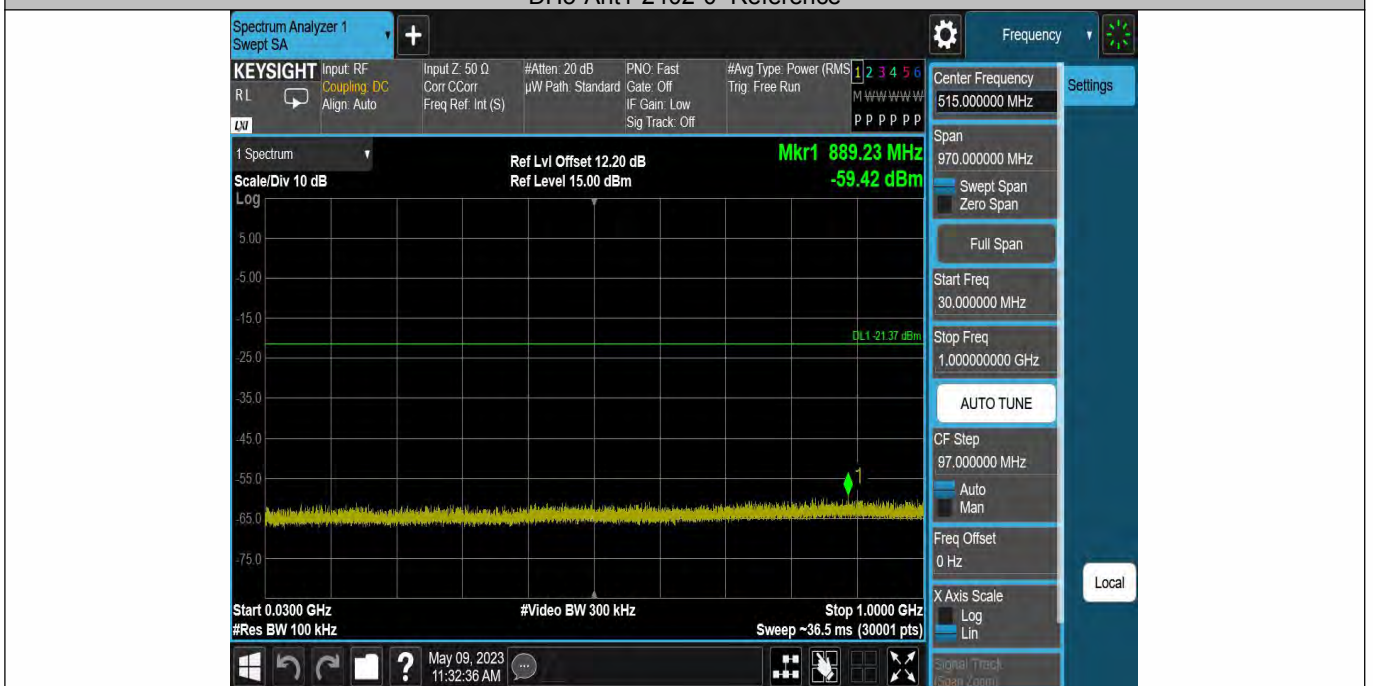 DH5-Ant1-2402-0~Reference
Spectrum Analyzer 1
Swept SA
Frequency
KEYSIGHT
RL
LXI
Input: RF
Coupling: DC
Align: Auto
Input Z: 50 Ω
Corr CCorr
Freq Ref: Int (S)
#Atten: 20 dB
µW Path: Standard
PNO: Fast
Gate: Off
IF Gain: Low
Sig Track: Off
#Avg Type: Power (RMS
Trig: Free Run
1 2 3 4 5 6
M W W W W W
P P P P P P
1 Spectrum
Scale/Div 10 dB
Log
Ref Lvl Offset 12.20 dB
Ref Level 15.00 dBm
Mkr1 889.23 MHz
-59.42 dBm
5.00
-5.00
-15.0
DL1 -21.37 dBm
-25.0
-35.0
-45.0
-55.0
1
-65.0
-75.0
Start 0.0300 GHz
#Res BW 100 kHz
#Video BW 300 kHz
Stop 1.0000 GHz
Sweep ~36.5 ms (30001 pts)
May 09, 2023
11:32:36 AM
Center Frequency
515.000000 MHz
Settings
Span
970.000000 MHz
Swept Span
Zero Span
Full Span
Start Freq
30.000000 MHz
Stop Freq
1.000000000 GHz
AUTO TUNE
CF Step
97.000000 MHz
Auto
Man
Freq Offset
0 Hz
X Axis Scale
Log
Lin
Signal Track
(Span Zoom)
Local